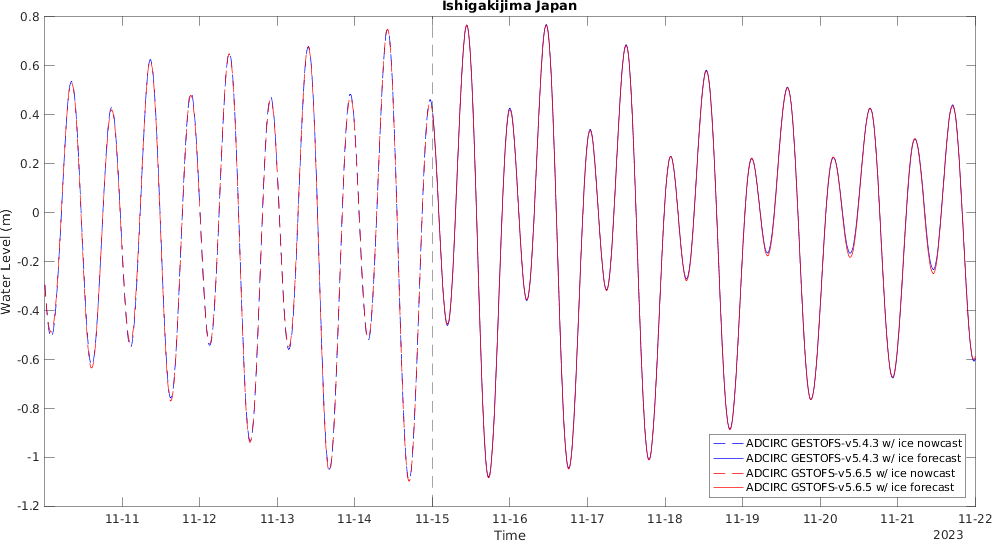 Ishigakijima Japan
0.8
0.6
0.4
0.2
0
-0.2
-0.4
-0.6
-0.8
-1
-1.2
Water Level (m)
ADCIRC GESTOFS-v5.4.3 w/ ice nowcast
ADCIRC GESTOFS-v5.4.3 w/ ice forecast
ADCIRC GSTOFS-v5.6.5 w/ ice nowcast
ADCIRC GSTOFS-v5.6.5 w/ ice forecast
11-11 11-12 11-13 11-14 11-15 11-16 11-17 11-18 11-19 11-20 11-21 11-22
Time
2023